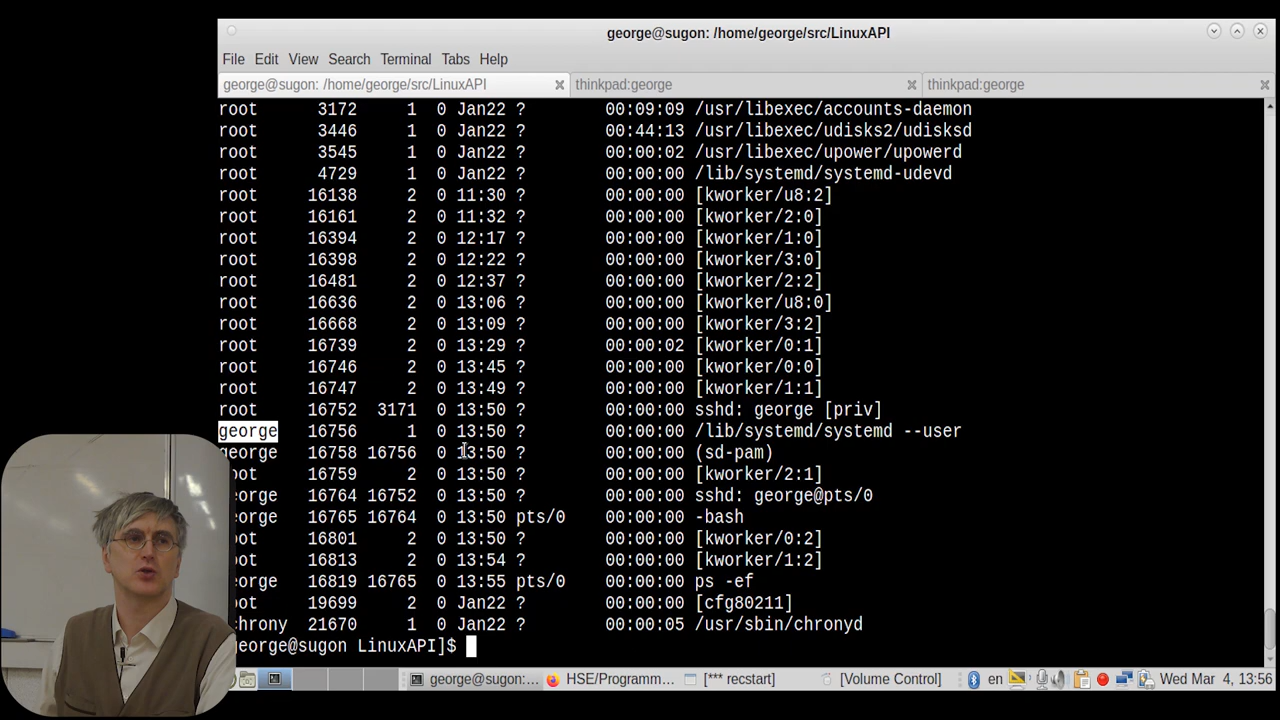 george@sugon: /home/george/src/LinuxAPI
File Edit View Search Terminal Tabs Help
george@sugon: /home/george/src/LinuxAPI thinkpad:george thinkpad:george
root 3172 1 0 Jan22 ? 00:09:09 /usr/libexec/accounts-daemon
root 3446 1 0 Jan22 ? 00:44:13 /usr/libexec/udisks2/udisksd
root 3545 1 0 Jan22 ? 00:00:02 /usr/libexec/upower/upowerd
root 4729 1 0 Jan22 ? 00:00:00 /lib/systemd/systemd-udevd
root 16138 2 0 11:30 ? 00:00:00 [kworker/u8:2]
root 16161 2 0 11:32 ? 00:00:00 [kworker/2:0]
root 16394 2 0 12:17 ? 00:00:00 [kworker/1:0]
root 16398 2 0 12:22 ? 00:00:00 [kworker/3:0]
root 16481 2 0 12:37 ? 00:00:00 [kworker/2:2]
root 16636 2 0 13:06 ? 00:00:00 [kworker/u8:0]
root 16668 2 0 13:09 ? 00:00:00 [kworker/3:2]
root 16739 2 0 13:29 ? 00:00:02 [kworker/0:1]
root 16746 2 0 13:45 ? 00:00:00 [kworker/0:0]
root 16747 2 0 13:49 ? 00:00:00 [kworker/1:1]
root 16752 3171 0 13:50 ? 00:00:00 sshd: george [priv]
george 16756 1 0 13:50 ? 00:00:00 /lib/systemd/systemd --user
george 16758 16756 0 13:50 ? 00:00:00 (sd-pam)
root 16759 2 0 13:50 ? 00:00:00 [kworker/2:1]
george 16764 16752 0 13:50 ? 00:00:00 sshd: george@pts/0
george 16765 16764 0 13:50 pts/0 00:00:00 -bash
root 16801 2 0 13:50 ? 00:00:00 [kworker/0:2]
root 16813 2 0 13:54 ? 00:00:00 [kworker/1:2]
george 16819 16765 0 13:55 pts/0 00:00:00 ps -ef
root 19699 2 0 Jan22 ? 00:00:00 [cfg80211]
chrony 21670 1 0 Jan22 ? 00:00:05 /usr/sbin/chronyd
george@sugon LinuxAPI]$
george@sugon:... HSE/Programm... [*** recstart] [Volume Control] en Wed Mar 4, 13:56